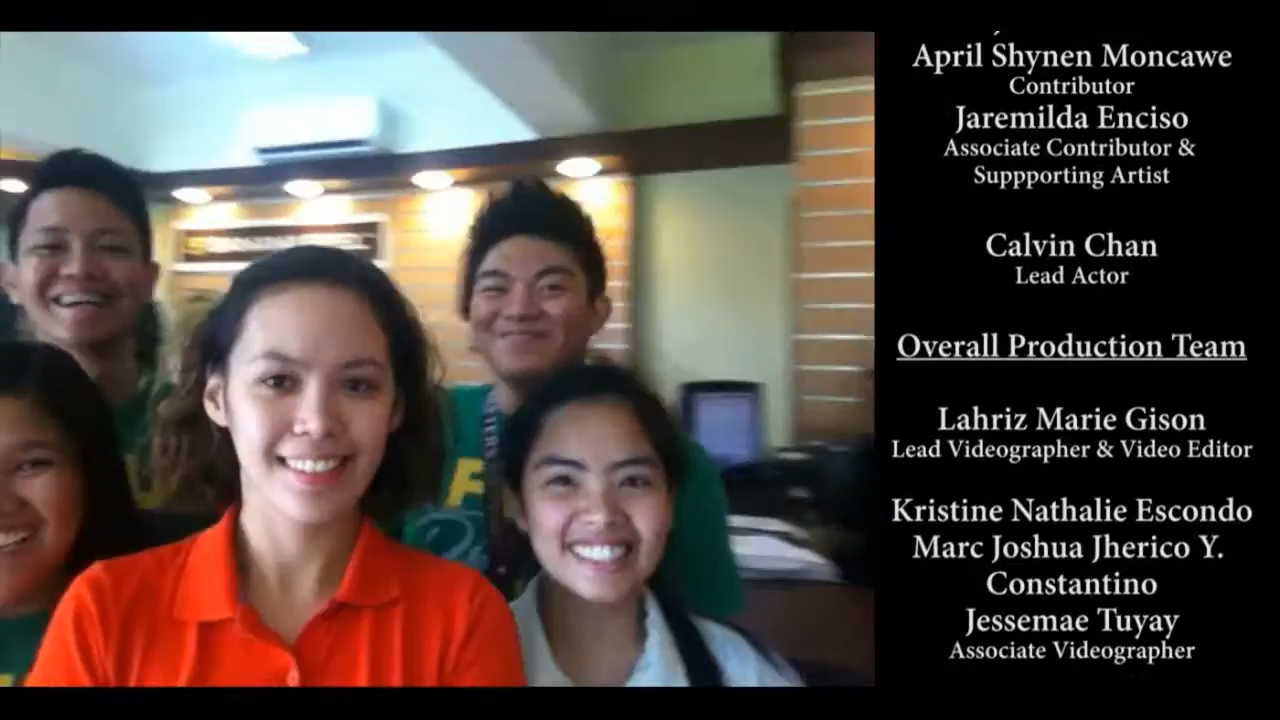 April Shynen Moncawe
Contributor
Jaremilda Enciso
Associate Contributor &
Suppporting Artist
Calvin Chan
Lead Actor
Overall Production Team
Lahriz Marie Gison
Lead Videographer & Video Editor
Kristine Nathalie Escondo
Marc Joshua Jherico Y.
Constantino
Jessemae Tuyay
Associate Videographer